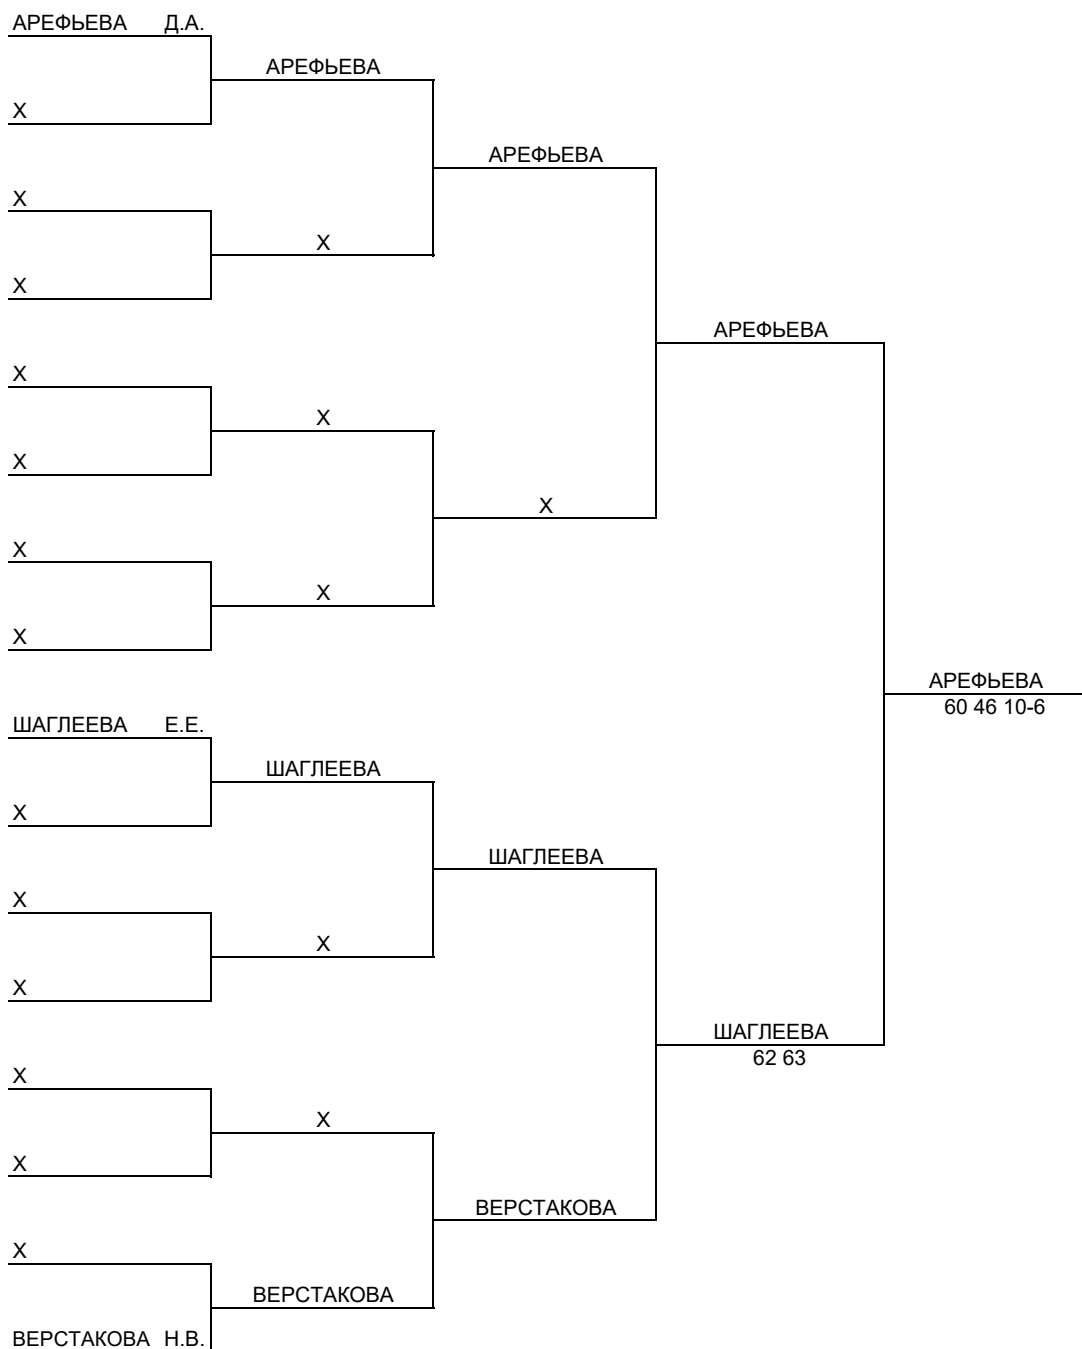 АРЕФЬЕВА Д.А.
АРЕФЬЕВА
Х
АРЕФЬЕВА
Х
Х
Х
АРЕФЬЕВА
Х
Х
Х
Х
Х
Х
Х
АРЕФЬЕВА
60 46 10-6
ШАГЛЕЕВА Е.Е.
ШАГЛЕЕВА
Х
ШАГЛЕЕВА
Х
Х
Х
ШАГЛЕЕВА
62 63
Х
Х
Х
ВЕРСТАКОВА
Х
ВЕРСТАКОВА
ВЕРСТАКОВА Н.В.